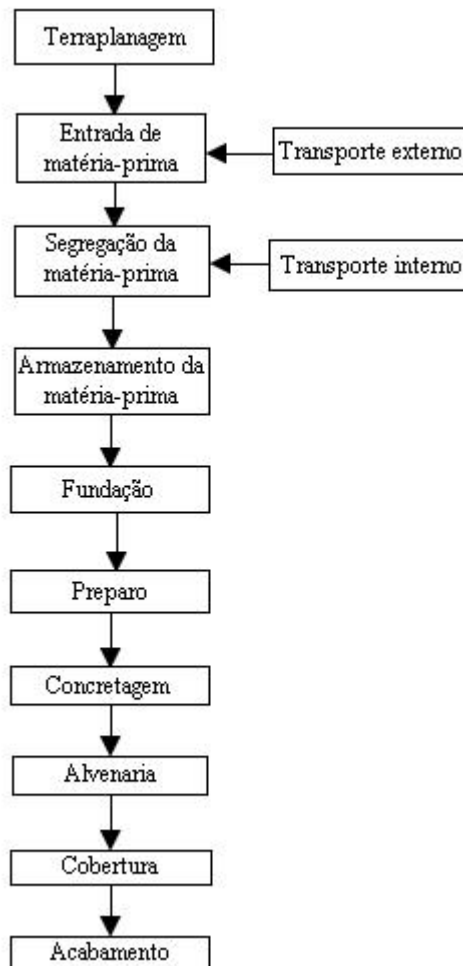 Terraplanagem
Entrada de
matéria-prima
Transporte externo
Segregação da
matéria-prima
Transporte interno
Armazenamento da
matéria-prima
Fundação
Preparo
Concretagem
Alvenaria
Cobertura
Acabamento